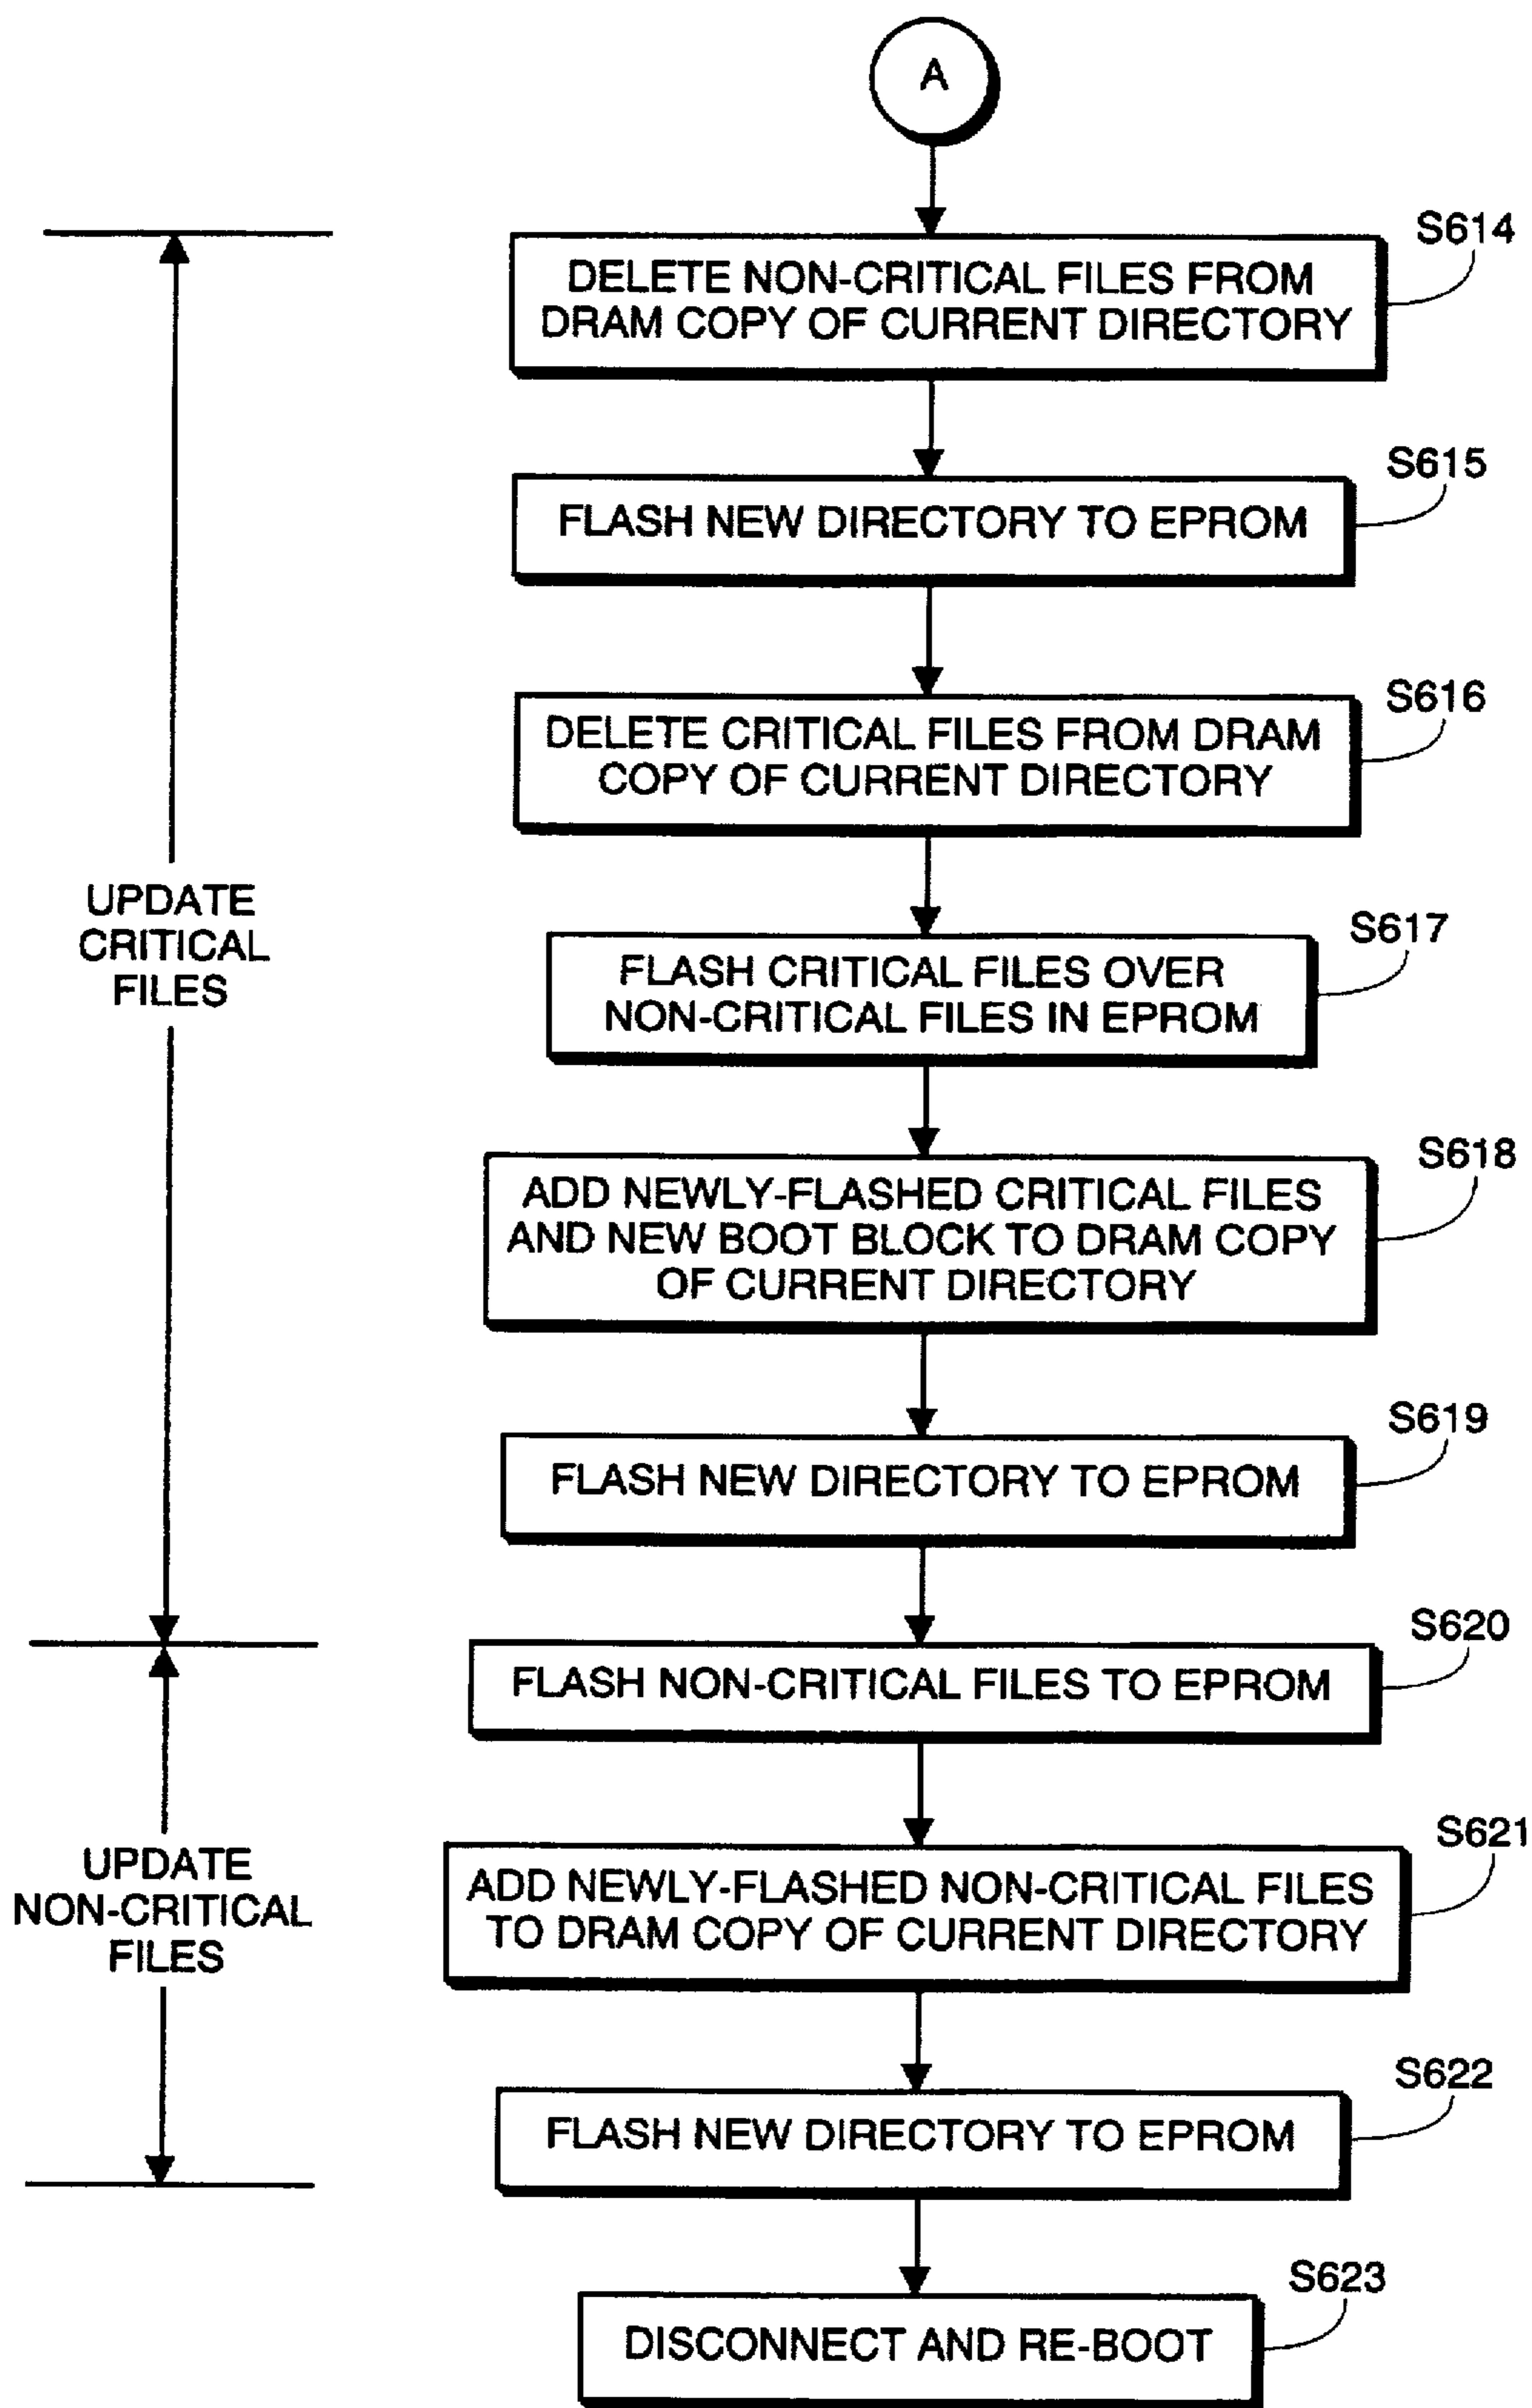 A
S614
DELETE NON-CRITICAL FILES FROM
DRAM COPY OF CURRENT DIRECTORY
S615
FLASH NEW DIRECTORY TO EPROM
S616
DELETE CRITICAL FILES FROM DRAM
COPY OF CURRENT DIRECTORY
UPDATE
CRITICAL
FILES
S617
FLASH CRITICAL FILES OVER
NON-CRITICAL FILES IN EPROM
S618
ADD NEWLY-FLASHED CRITICAL FILES
AND NEW BOOT BLOCK TO DRAM COPY
OF CURRENT DIRECTORY
S619
FLASH NEW DIRECTORY TO EPROM
S620
FLASH NON-CRITICAL FILES TO EPROM
UPDATE
NON-CRITICAL
FILES
S621
ADD NEWLY-FLASHED NON-CRITICAL FILES
TO DRAM COPY OF CURRENT DIRECTORY
S622
FLASH NEW DIRECTORY TO EPROM
S623
DISCONNECT AND RE-BOOT